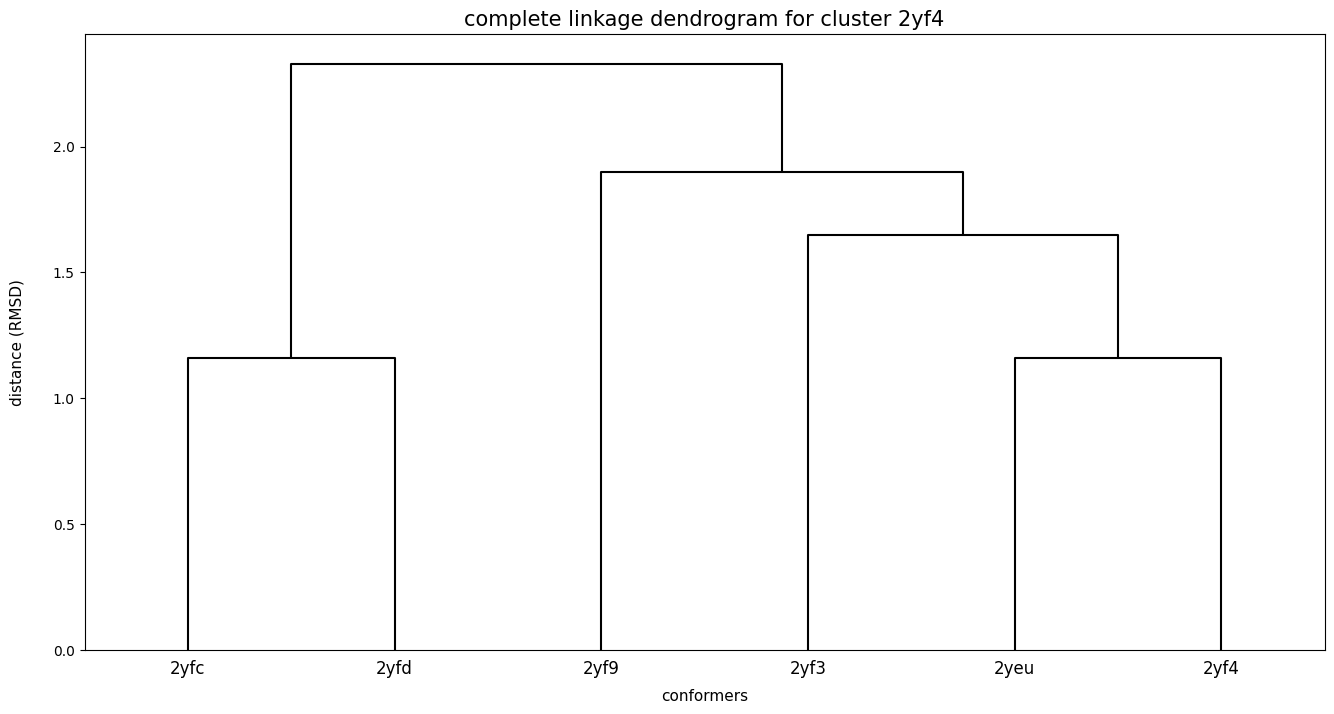 complete linkage dendrogram for cluster 2yf4
2.0
1.5
1.0
0.5
0.0
distance (RMSD)
2yfc 2yfd 2yf9 2yf3 2yeu 2yf4
conformers